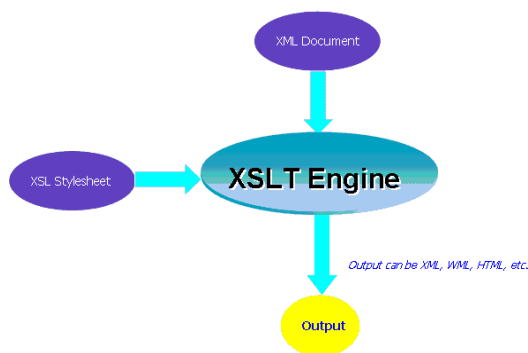 XML Document
XSL Stylesheet
XSLT Engine
Output can be XML, WML, HTML, etc.
Output